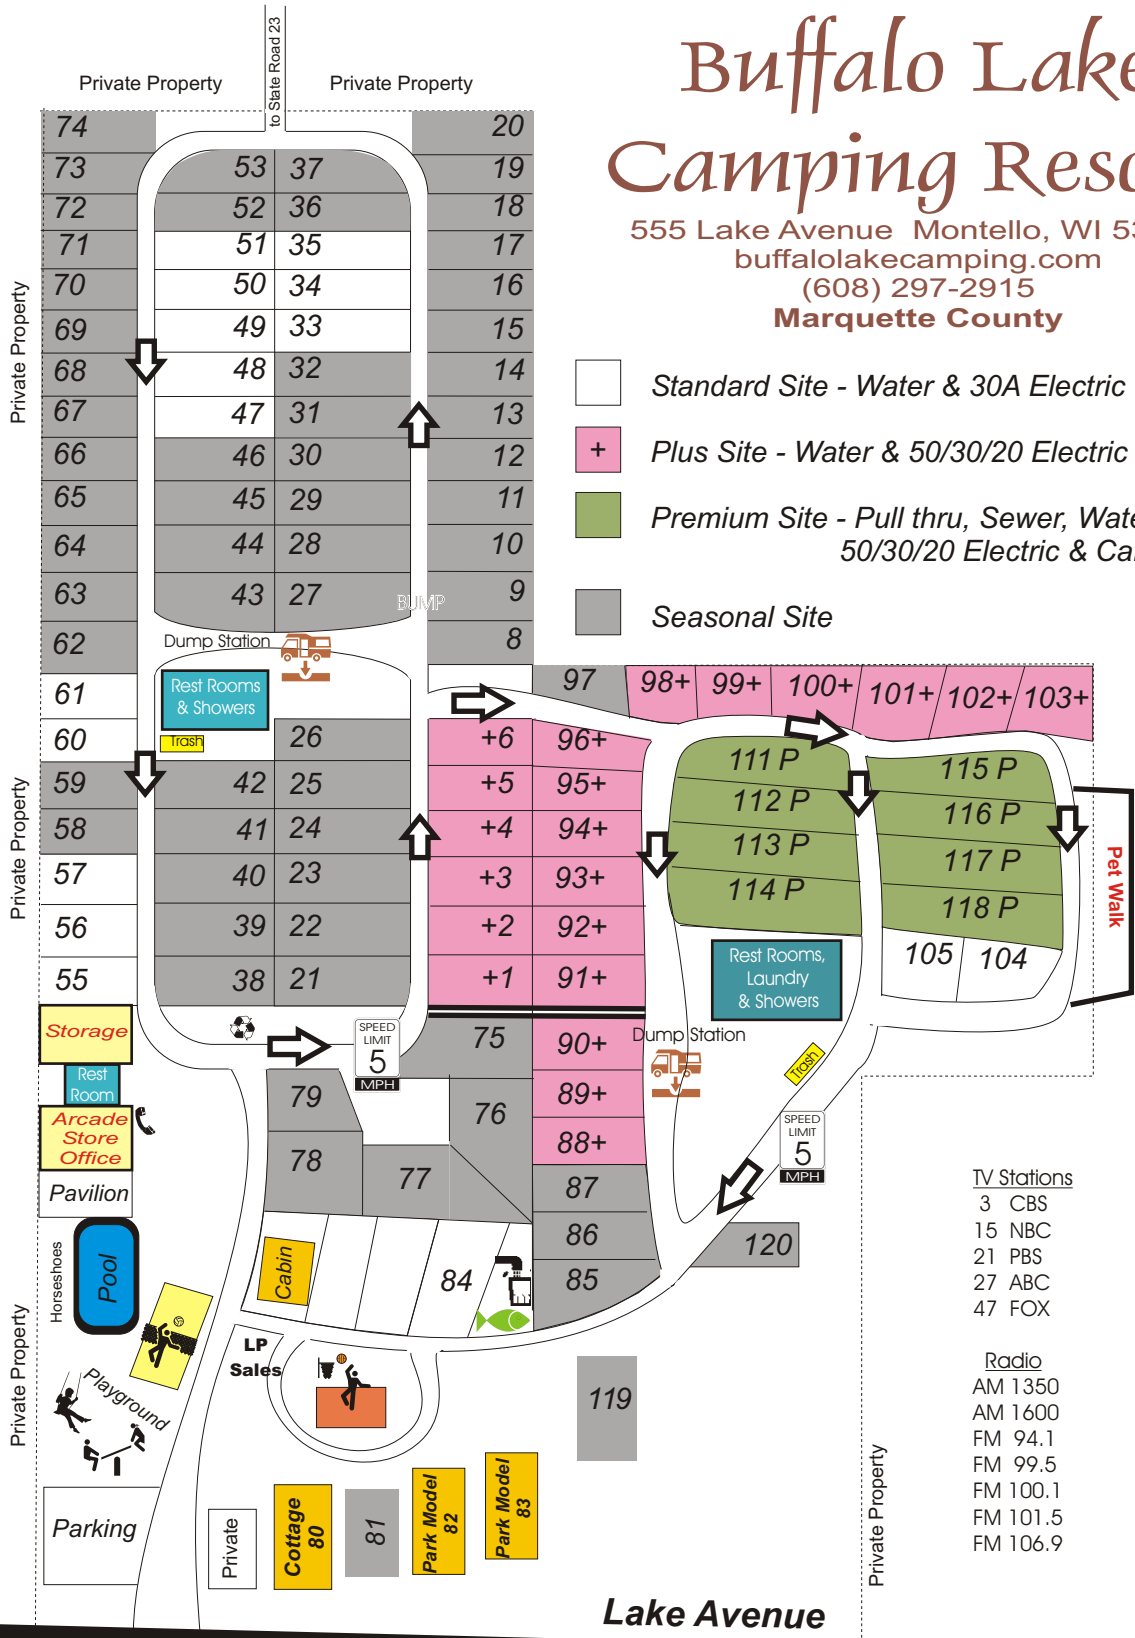 Buffalo Lake
Camping Reso
555 Lake Avenue Montello, WI 53
buffalolakecamping.com
(608) 297-2915
Marquette County
Standard Site - Water & 30A Electric
+ Plus Site - Water & 50/30/20 Electric
Premium Site - Pull thru, Sewer, Wate
50/30/20 Electric & Ca
Seasonal Site
to State Road 23
Private Property
Private Property
74
73
72
71
70
69
68
67
66
65
64
63
62
61
60
59
58
57
56
55
53 37
52 36
51 35
50 34
49 33
48 32
47 31
46 30
45 29
44 28
43 27
20
19
18
17
16
15
14
13
12
11
10
9
8
BUMP
Private Property
Private Property
Private Property
Dump Station
Rest Rooms
& Showers
Trash
26
42 25
41 24
40 23
39 22
38 21
+6 96+
+5 95+
+4 94+
+3 93+
+2 92+
+1 91+
97
98+
99+
100+
101+
102+
103+
111 P
112 P
113 P
114 P
115 P
116 P
117 P
118 P
105
104
Pet Walk
Rest Rooms,
Laundry
& Showers
Dump Station
Trash
SPEED
LIMIT
5
MPH
SPEED
LIMIT
5
MPH
75
76
77
78
79
90+
89+
88+
87
86
85
84
120
119
Storage
Rest
Room
Arcade
Store
Office
Pavilion
Horseshoes
Pool
Cabin
LP
Sales
Playground
Parking
Private
Cottage
80
81
Park Model
82
Park Model
83
Private Property
TV Stations
3 CBS
15 NBC
21 PBS
27 ABC
47 FOX
Radio
AM 1350
AM 1600
FM 94.1
FM 99.5
FM 100.1
FM 101.5
FM 106.9
Lake Avenue